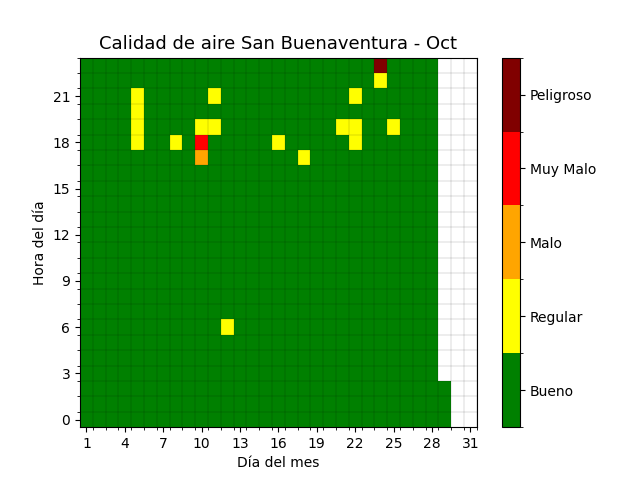 Calidad de aire San Buenaventura - Oct
Hora del día
21
18
15
12
9
6
3
0
1 4 7 10 13 16 19 22 25 28 31
Día del mes
Peligroso
Muy Malo
Malo
Regular
Bueno